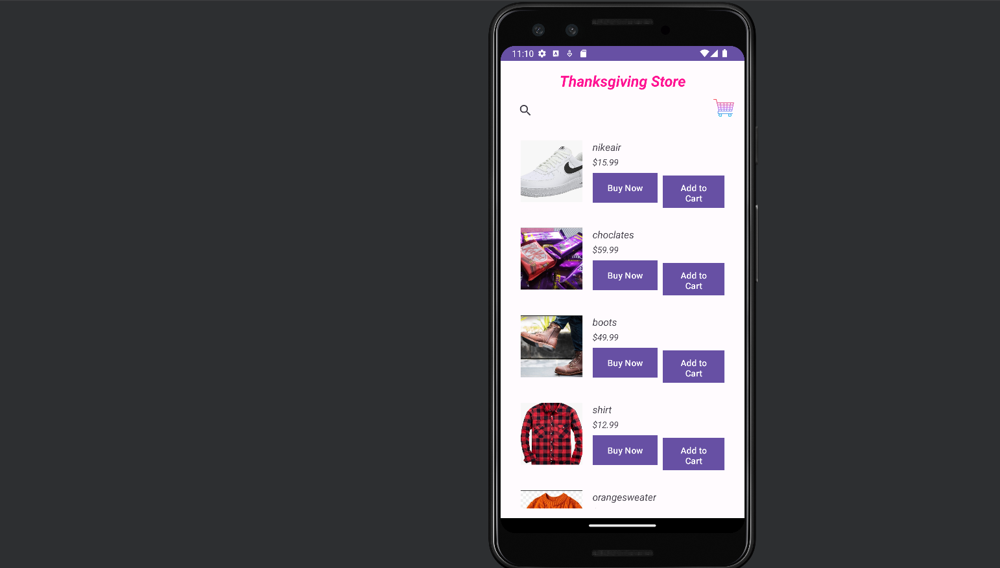 11:10
Thanksgiving Store
nikeair
$15.99
Buy Now
Add to
Cart
choclates
$59.99
Buy Now
Add to
Cart
boots
$49.99
Buy Now
Add to
Cart
shirt
$12.99
Buy Now
Add to
Cart
orangesweater